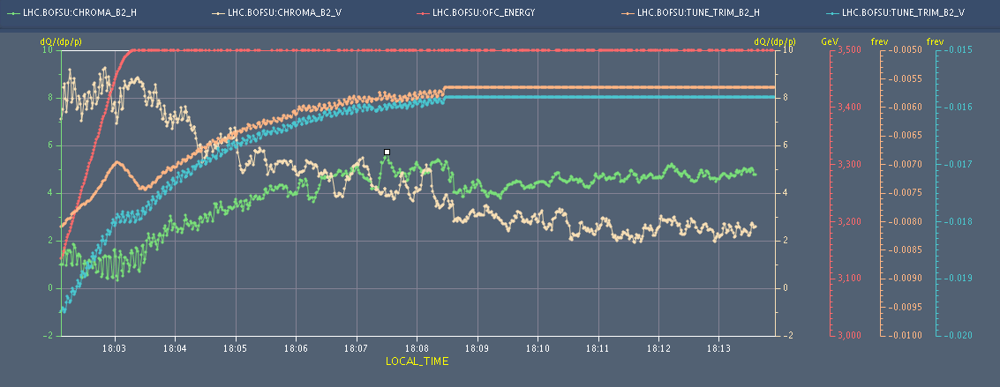 LHC.BOFSU:CHROMA_B2_H LHC.BOFSU:CHROMA_B2_V LHC.BOFSU:OFC_ENERGY LHC.BOFSU:TUNE_TRIM_B2_H LHC.BOFSU:TUNE_TRIM_B2_V
dQ/(dp/p) dQ/(dp/p) GeV frev frev
10 10 3,500 -0.0050 -0.015
-0.0055
8 8 3,400 -0.0060 -0.016
-0.0065
6 6 3,300 -0.0070 -0.017
4 4 -0.0075
3,200 -0.0080 -0.018
2 2 -0.0085
0 0 3,100 -0.0090 -0.019
-0.0095
-2 -2 3,000 -0.0100 -0.020
18:03 18:04 18:05 18:06 18:07 18:08 18:09 18:10 18:11 18:12 18:13
LOCAL_TIME